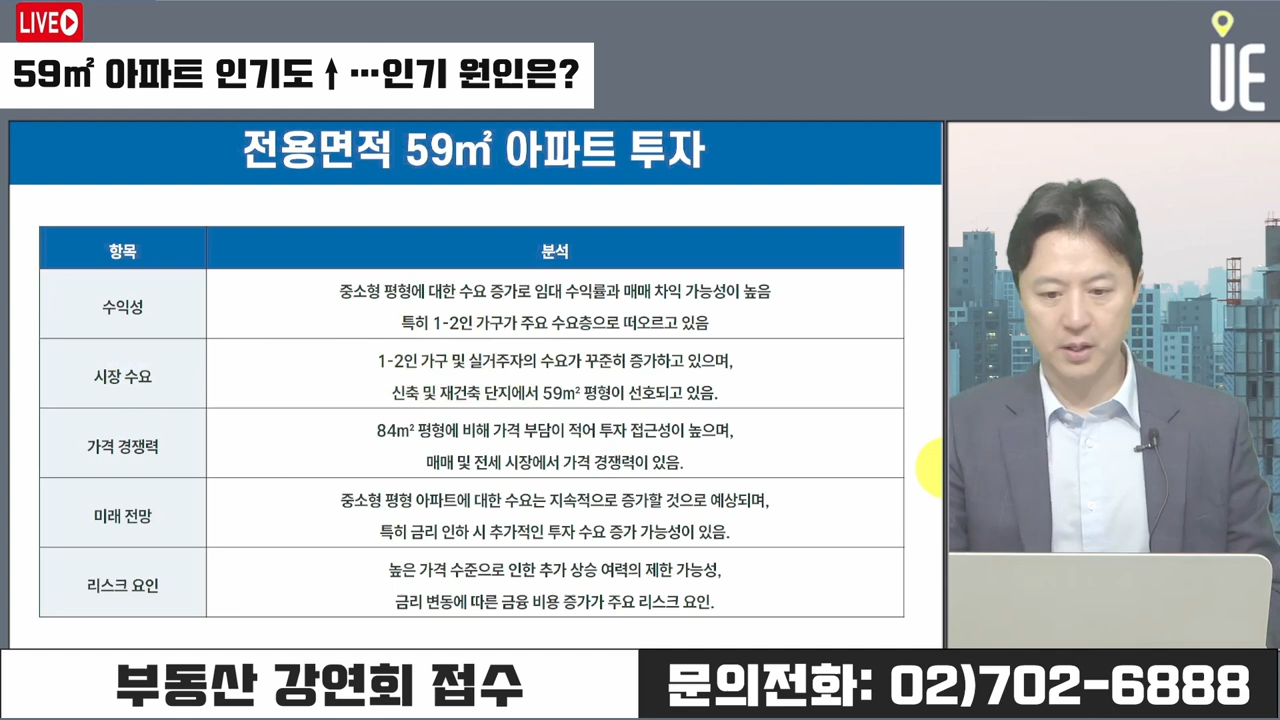 LIVE
59㎡ 아파트 인기도↑…인기 원인은?
UE
전용면적 59㎡ 아파트 투자
항목
분석
수익성
중소형 평형에 대한 수요 증가로 임대 수익률과 매매 차익 가능성이 높음
특히 1-2인 가구가 주요 수요층으로 떠오르고 있음
시장 수요
1-2인 가구 및 실거주자의 수요가 꾸준히 증가하고 있으며,
신축 및 재건축 단지에서 59m² 평형이 선호되고 있음.
가격 경쟁력
84m² 평형에 비해 가격 부담이 적어 투자 접근성이 높으며,
매매 및 전세 시장에서 가격 경쟁력이 있음.
미래 전망
중소형 평형 아파트에 대한 수요는 지속적으로 증가할 것으로 예상되며,
특히 금리 인하 시 추가적인 투자 수요 증가 가능성이 있음.
리스크 요인
높은 가격 수준으로 인한 추가 상승 여력의 제한 가능성,
금리 변동에 따른 금융 비용 증가가 주요 리스크 요인.
부동산 강연회 접수
문의전화: 02)702-6888